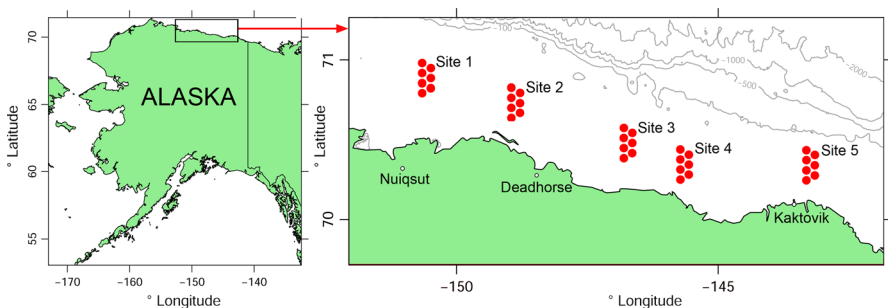 ALASKA
° Latitude
70
65
60
55
−170
−160
−150
−140
° Longitude
−100
−1000
−2000
−500
71
70
° Latitude
Site 1
Site 2
Site 3
Site 4
Site 5
Nuiqsut
Deadhorse
Kaktovik
−150
−145
° Longitude